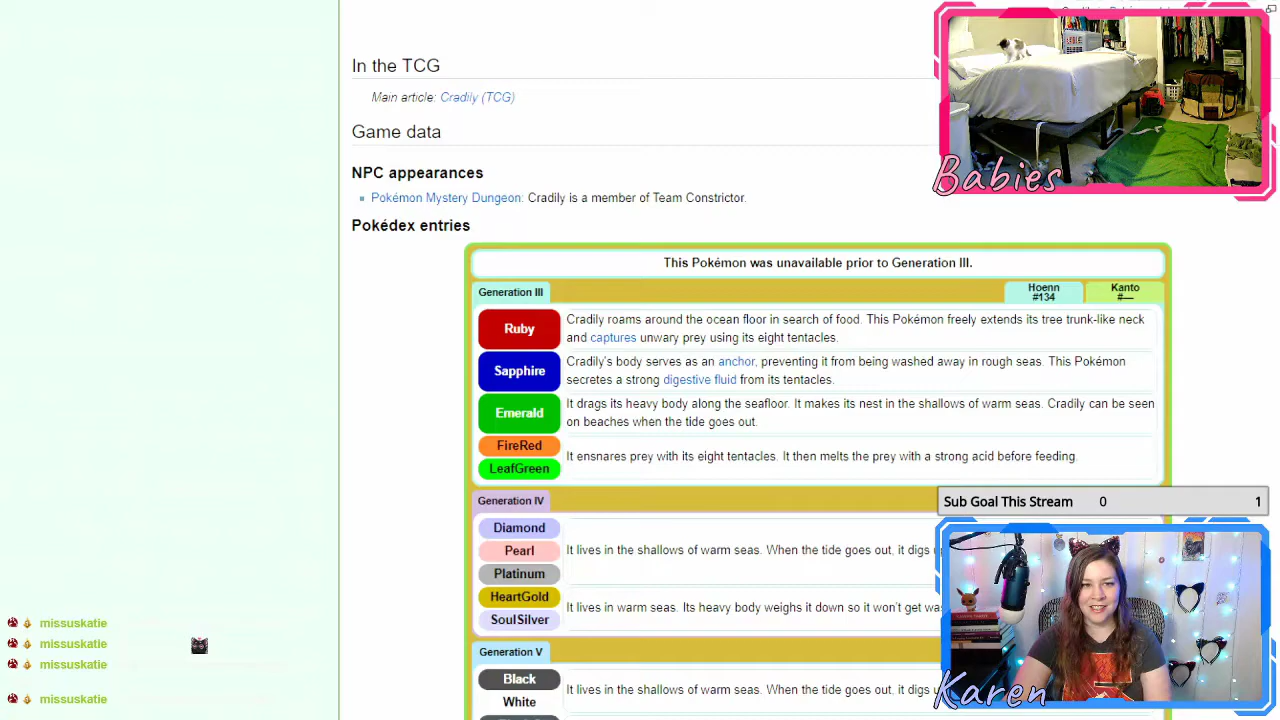 In the TCG
Main article: Cradily (TCG)
Game data
NPC appearances
Pokémon Mystery Dungeon: Cradily is a member of Team Constrictor.
Pokédex entries
This Pokémon was unavailable prior to Generation III.
Generation III
Hoenn
#134
Kanto
#—
Ruby
Cradily roams around the ocean floor in search of food. This Pokémon freely extends its tree trunk-like neck
and captures unwary prey using its eight tentacles.
Sapphire
Cradily's body serves as an anchor, preventing it from being washed away in rough seas. This Pokémon
secretes a strong digestive fluid from its tentacles.
Emerald
It drags its heavy body along the seafloor. It makes its nest in the shallows of warm seas. Cradily can be seen
on beaches when the tide goes out.
FireRed
LeafGreen
It ensnares prey with its eight tentacles. It then melts the prey with a strong acid before feeding.
Generation IV
Diamond
Pearl
Platinum
It lives in the shallows of warm seas. When the tide goes out, it digs
HeartGold
SoulSilver
It lives in warm seas. Its heavy body weighs it down so it won't get
Generation V
Black
White
It lives in the shallows of warm seas. When the tide goes out, it digs
Babies
Sub Goal This Stream 0 1
Karen
missuskatie
missuskatie
missuskatie
missuskatie